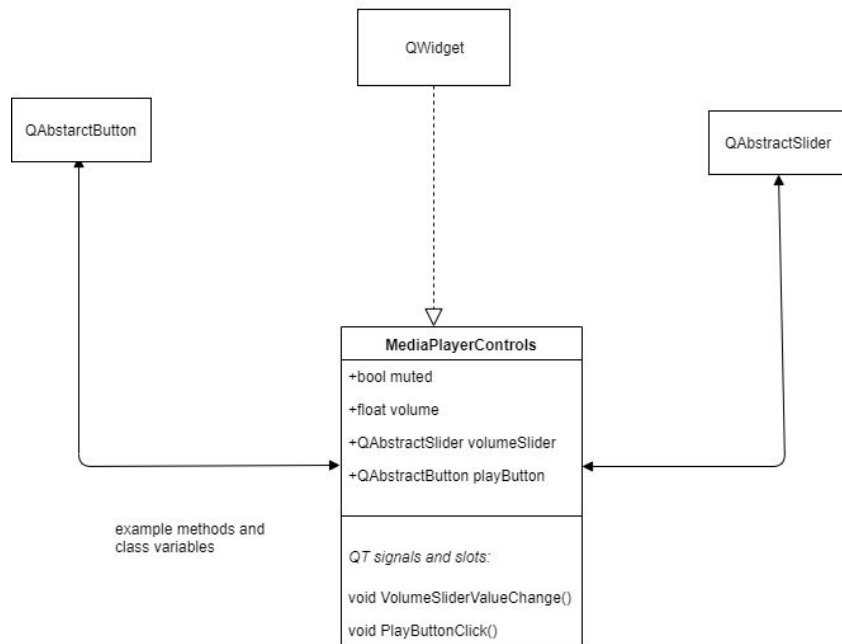 QWidget
QAbstarctButton
QAbstractSlider
MediaPlayerControls
+bool muted
+float volume
+QAbstractSlider volumeSlider
+QAbstractButton playButton
example methods and
class variables
QT signals and slots:
void VolumeSliderValueChange()
void PlayButtonClick()